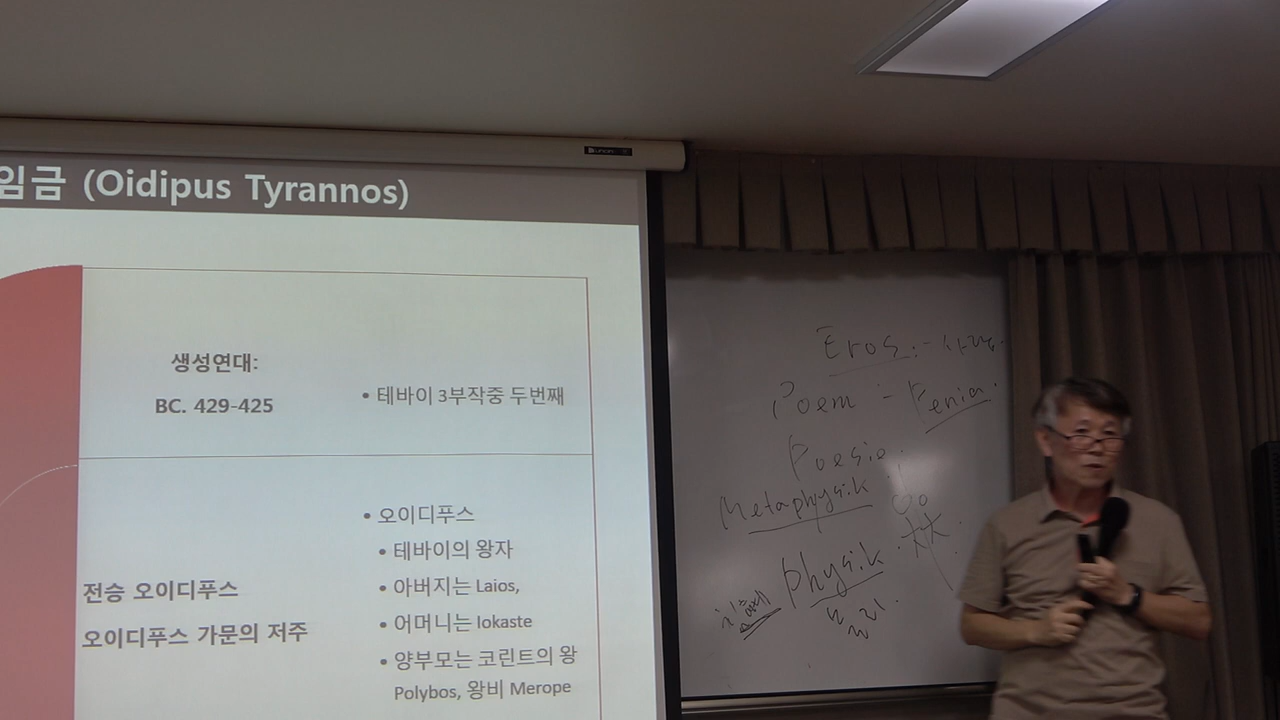 임금 (Oidipus Tyrannos)
생성연대:
BC. 429-425
• 테바이 3부작중 두번째
전승 오이디푸스
오이디푸스 가문의 저주
• 오이디푸스
• 테바이의 왕자
• 아버지는 Laios,
• 어머니는 Iokaste
• 양부모는 코린트의 왕
Polybos, 왕비 Merope
Eros - 사랑
Poem - Penia
Poesie
Metaphysik
physik
물리